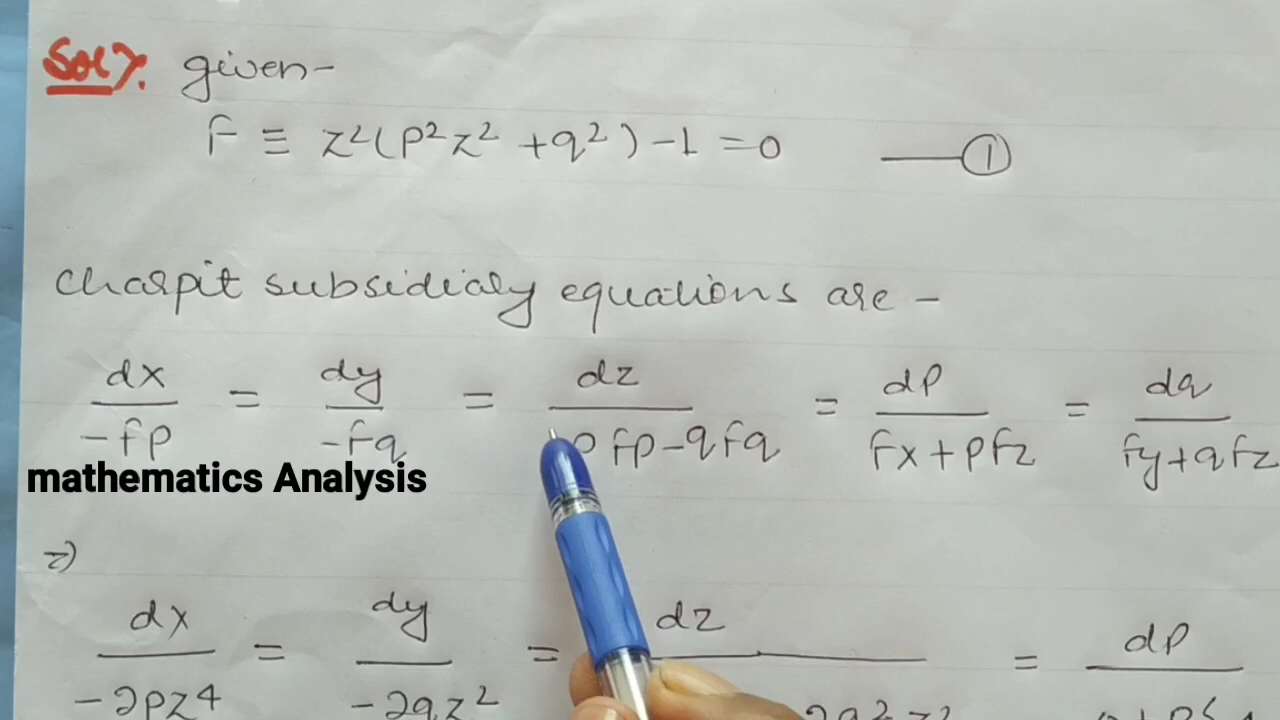 Sol). given-
F ≡ z²(p²z² + q²) - 1 = 0 —①
charpit subsidiary equations are -
dx/-fp = dy/-fq = dz/pfp-qfq = dp/fx+pfz = dq/fy+qfz
mathematics Analysis
=)
dx/-2pz⁴ = dy/-2qz² = dz = dp